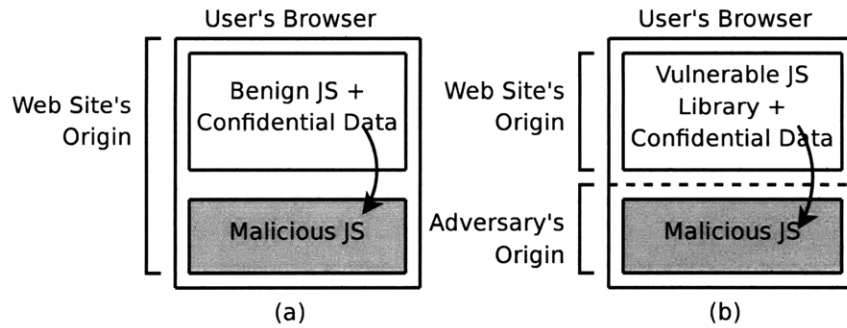 User's Browser
Web Site's
Origin
Benign JS +
Confidential Data
Malicious JS
(a)
User's Browser
Web Site's
Origin
Adversary's
Origin
Vulnerable JS
Library +
Confidential Data
Malicious JS
(b)